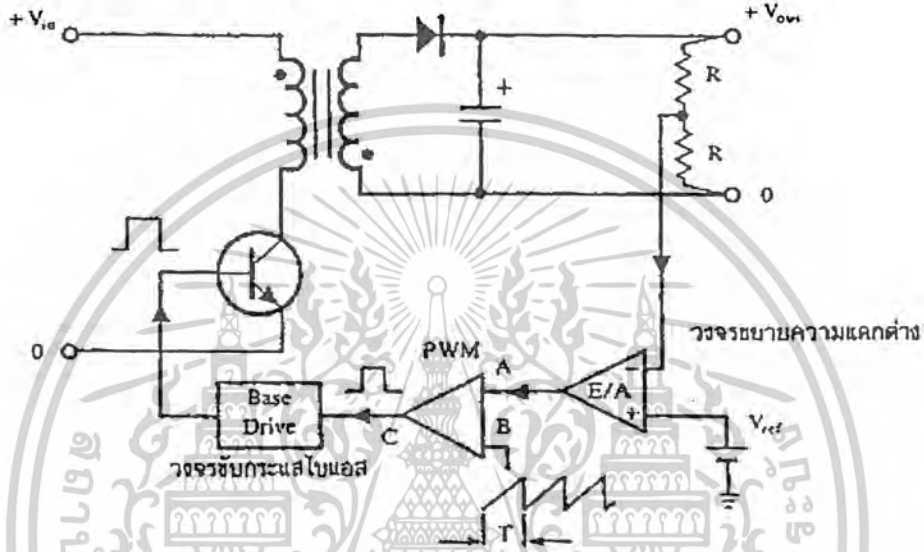 + Vin
+ Vout
R
R
0
0
วงจรขยายความแตกต่าง
PWM
A
E/A
−
+
Base
Drive
C
B
Vref
วงจรขับกระแสไบแอส
T
+